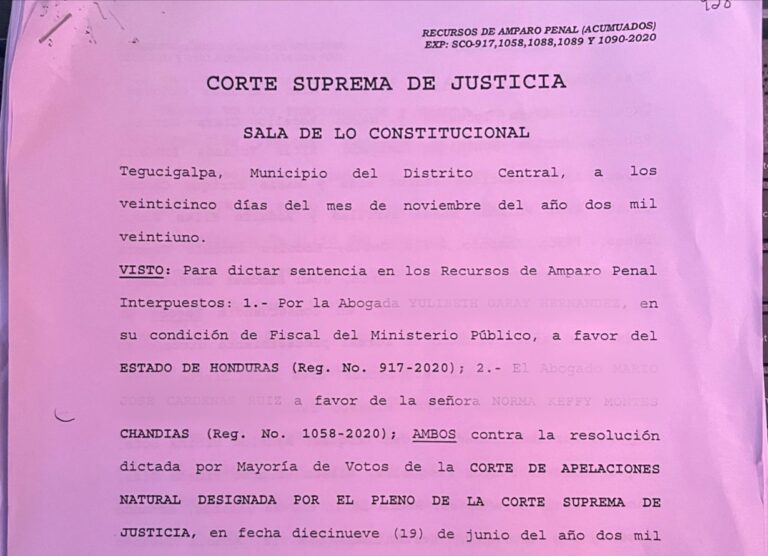 920
RECURSOS DE AMPARO PENAL (ACUMUADOS)
EXP: SCO-917,1058,1088,1089 Y 1090-2020
CORTE SUPREMA DE JUSTICIA
SALA DE LO CONSTITUCIONAL
Tegucigalpa, Municipio del Distrito Central, a los
veinticinco días del mes de noviembre del año dos mil
veintiuno.
VISTO: Para dictar sentencia en los Recursos de Amparo Penal
Interpuestos: 1.- Por la Abogada YULIBETH GARAY HERNANDEZ, en
su condición de Fiscal del Ministerio Público, a favor del
ESTADO DE HONDURAS (Reg. No. 917-2020); 2.- El Abogado MARIO
JOSE CARDENAS RUIZ a favor de la señora NORMA KEFFY MONTES
CHANDIAS (Reg. No. 1058-2020); AMBOS contra la resolución
dictada por Mayoría de Votos de la CORTE DE APELACIONES
NATURAL DESIGNADA POR EL PLENO DE LA CORTE SUPREMA DE
JUSTICIA, en fecha diecinueve (19) de junio del año dos mil